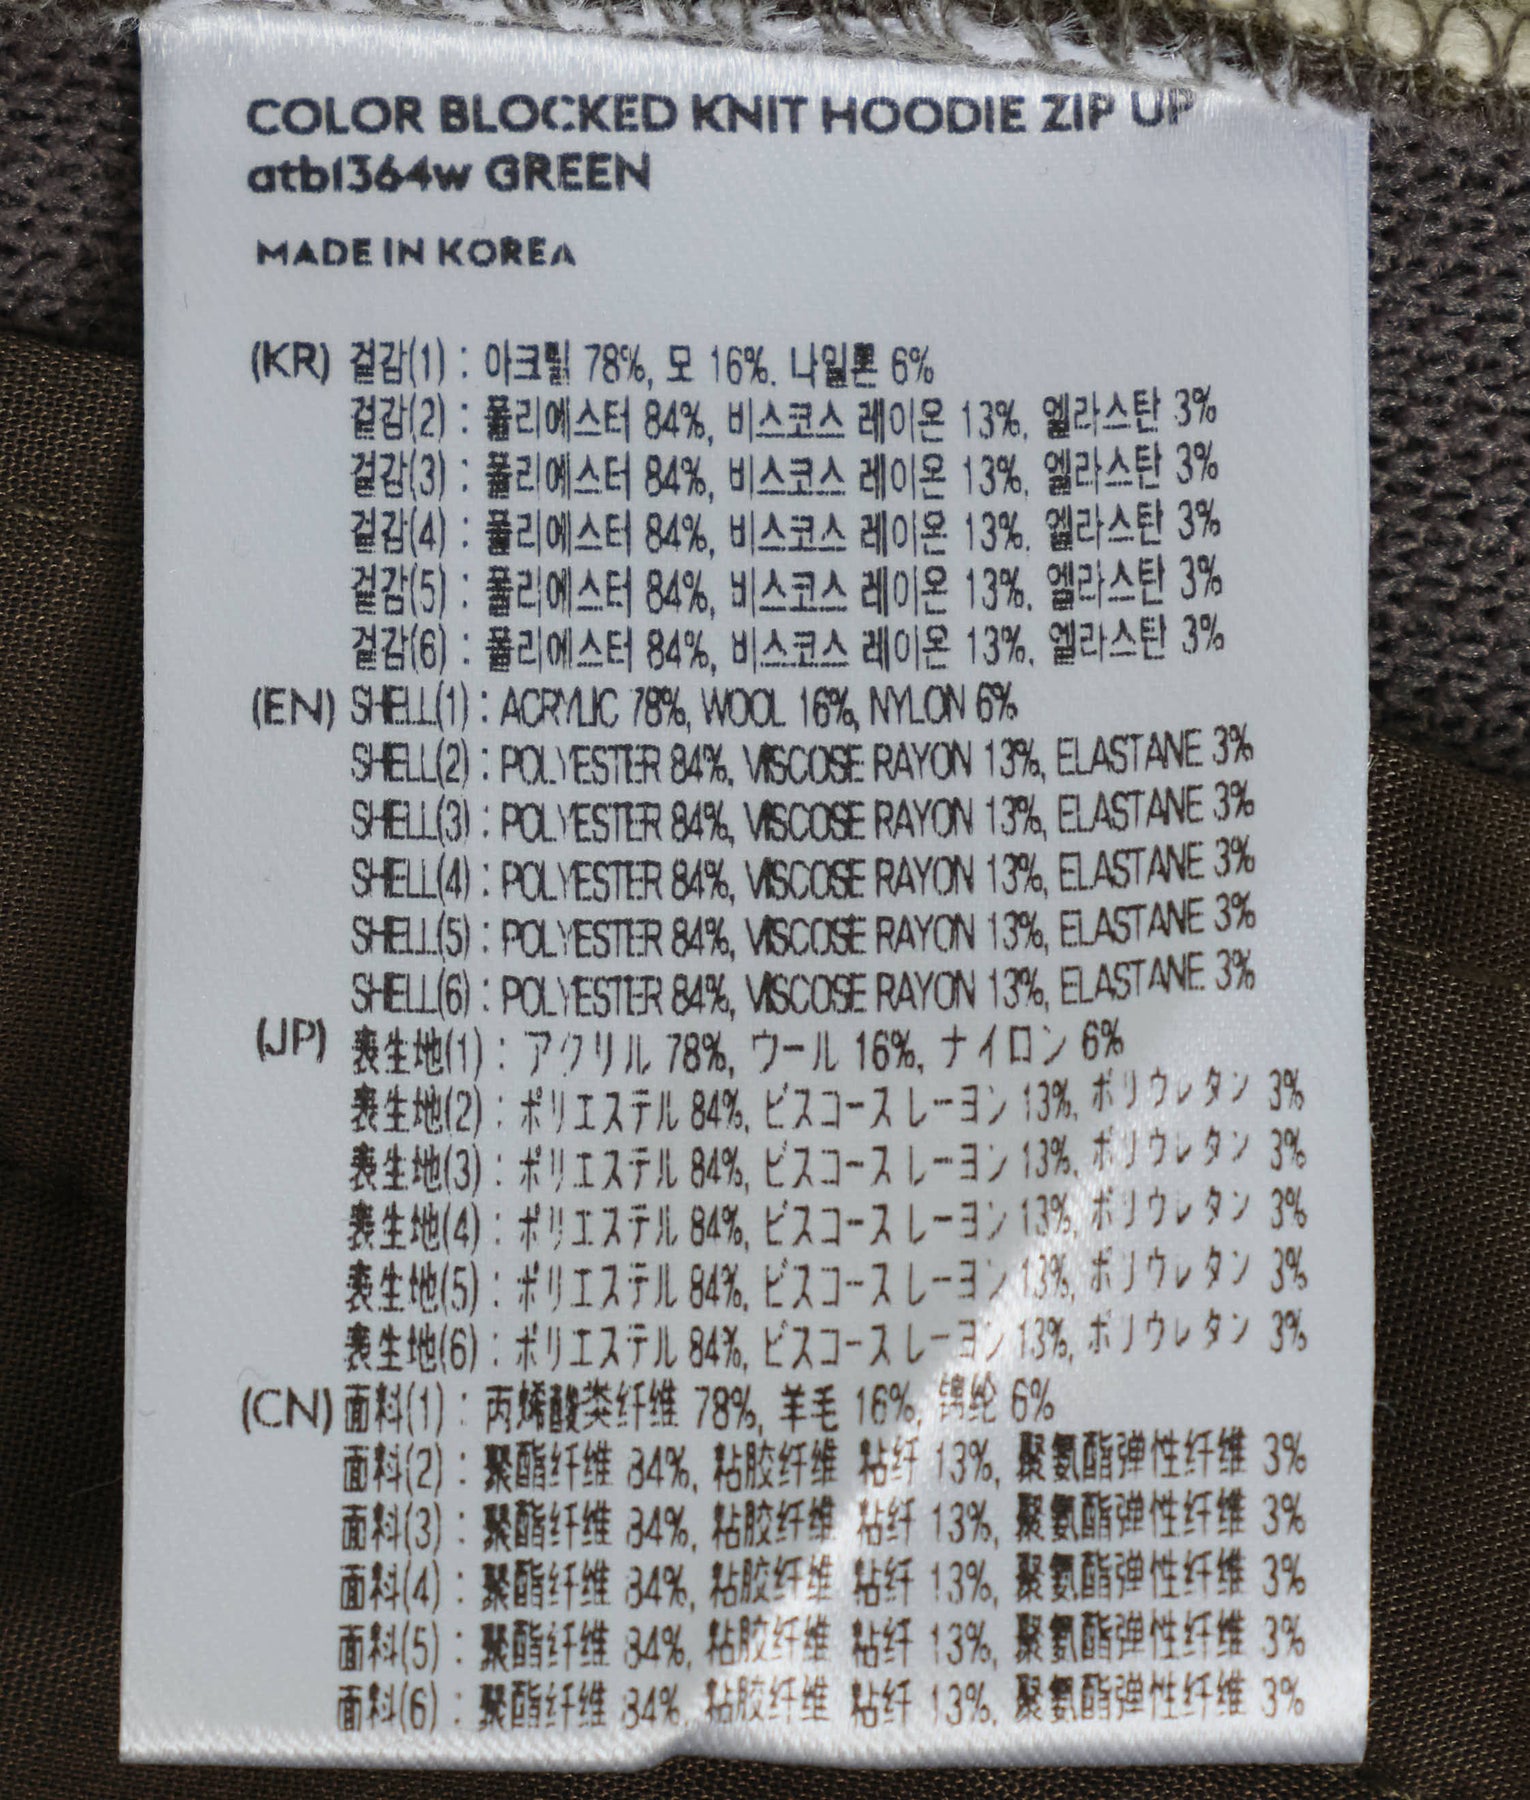 COLOR BLOCKED KNIT HOODIE ZIP UP
atb1364w GREEN
MADE IN KOREA
(KR) 겉감(1) : 아크릴 78%, 모 16%, 나일론 6%
겉감(2) : 폴리에스터 84%, 비스코스 레이온 13%, 엘라스탄 3%
겉감(3) : 폴리에스터 84%, 비스코스 레이온 13%, 엘라스탄 3%
겉감(4) : 폴리에스터 84%, 비스코스 레이온 13%, 엘라스탄 3%
겉감(5) : 폴리에스터 84%, 비스코스 레이온 13%, 엘라스탄 3%
겉감(6) : 폴리에스터 84%, 비스코스 레이온 13%, 엘라스탄 3%
(EN) SHELL(1) : ACRYLIC 78%, WOOL 16%, NYLON 6%
SHELL(2) : POLYESTER 84%, VISCOSE RAYON 13%, ELASTANE 3%
SHELL(3) : POLYESTER 84%, VISCOSE RAYON 13%, ELASTANE 3%
SHELL(4) : POLYESTER 84%, VISCOSE RAYON 13%, ELASTANE 3%
SHELL(5) : POLYESTER 84%, VISCOSE RAYON 13%, ELASTANE 3%
SHELL(6) : POLYESTER 84%, VISCOSE RAYON 13%, ELASTANE 3%
(JP) 表生地(1) : アクリル 78%, ウール 16%, ナイロン 6%
表生地(2) : ポリエステル 84%, ビスコース レーヨン 13%, ポリウレタン 3%
表生地(3) : ポリエステル 84%, ビスコース レーヨン 13%, ポリウレタン 3%
表生地(4) : ポリエステル 84%, ビスコース レーヨン 13%, ポリウレタン 3%
表生地(5) : ポリエステル 84%, ビスコース レーヨン 13%, ポリウレタン 3%
表生地(6) : ポリエステル 84%, ビスコース レーヨン 13%, ポリウレタン 3%
(CN) 面料(1) : 丙烯酸类纤维 78%, 羊毛 16%, 锦纶 6%
面料(2) : 聚酯纤维 84%, 粘胶纤维 粘纤 13%, 聚氨酯弹性纤维 3%
面料(3) : 聚酯纤维 84%, 粘胶纤维 粘纤 13%, 聚氨酯弹性纤维 3%
面料(4) : 聚酯纤维 84%, 粘胶纤维 粘纤 13%, 聚氨酯弹性纤维 3%
面料(5) : 聚酯纤维 84%, 粘胶纤维 粘纤 13%, 聚氨酯弹性纤维 3%
面料(6) : 聚酯纤维 84%, 粘胶纤维 粘纤 13%, 聚氨酯弹性纤维 3%